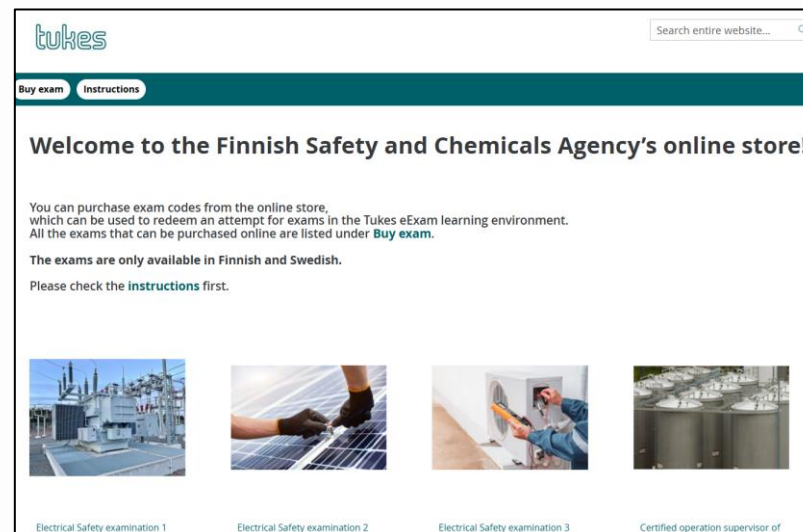 tukes
Search entire website...
Buy exam
Instructions
Welcome to the Finnish Safety and Chemicals Agency's online store!
You can purchase exam codes from the online store,
which can be used to redeem an attempt for exams in the Tukes eExam learning environment.
All the exams that can be purchased online are listed under Buy exam.
The exams are only available in Finnish and Swedish.
Please check the instructions first.
Electrical Safety examination 1
Electrical Safety examination 2
Electrical Safety examination 3
Certified operation supervisor of